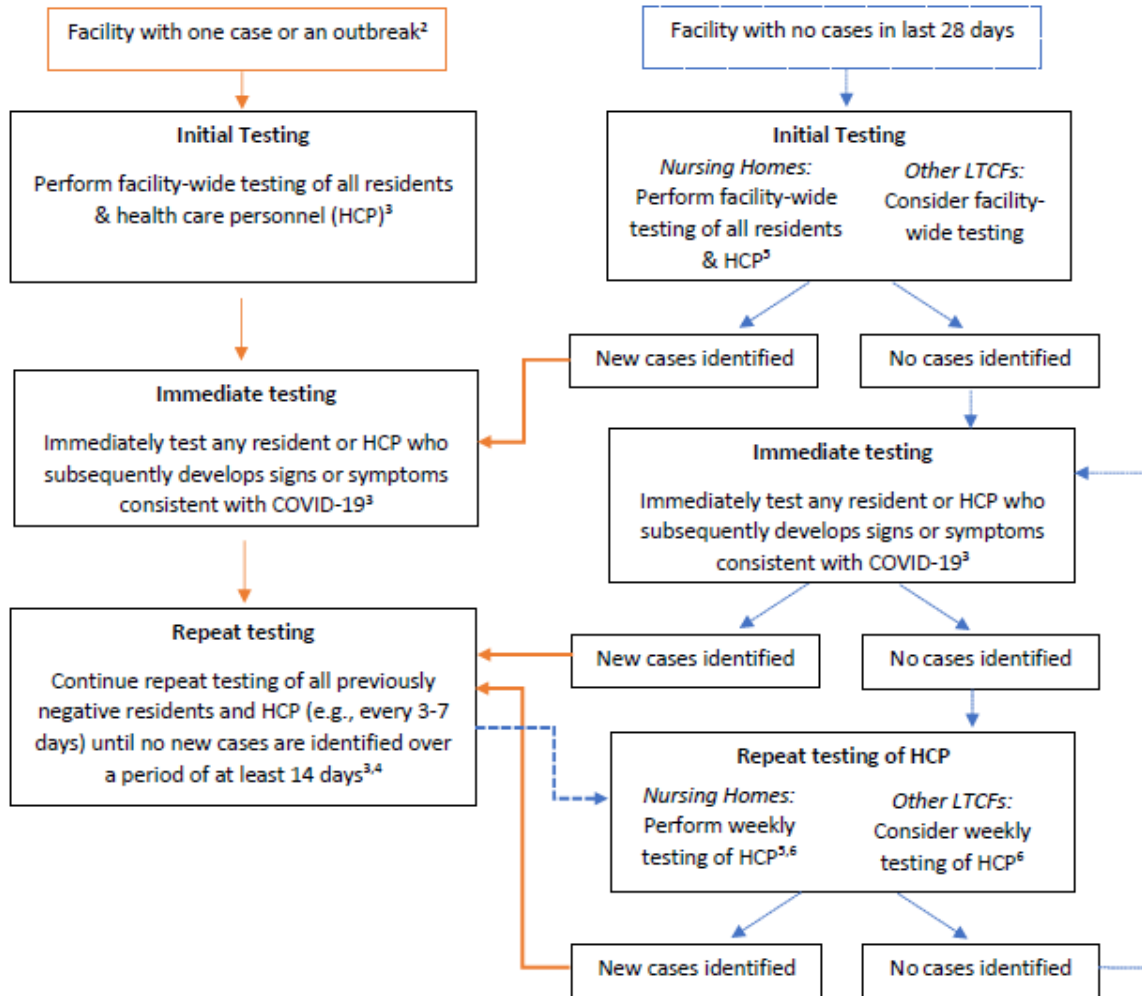 Facility with one case or an outbreak²
Initial Testing
Perform facility-wide testing of all residents
& health care personnel (HCP)³
Immediate testing
Immediately test any resident or HCP who
subsequently develops signs or symptoms
consistent with COVID-19³
Repeat testing
Continue repeat testing of all previously
negative residents and HCP (e.g., every 3-7
days) until no new cases are identified over
a period of at least 14 days³,⁴
Facility with no cases in last 28 days
Initial Testing
Nursing Homes:
Perform facility-wide
testing of all residents
& HCP⁵
Other LTCFs:
Consider facility-
wide testing
New cases identified
No cases identified
Immediate testing
Immediately test any resident or HCP who
subsequently develops signs or symptoms
consistent with COVID-19³
New cases identified
No cases identified
Repeat testing of HCP
Nursing Homes:
Perform weekly
testing of HCP⁵,⁶
Other LTCFs:
Consider weekly
testing of HCP⁶
New cases identified
No cases identified